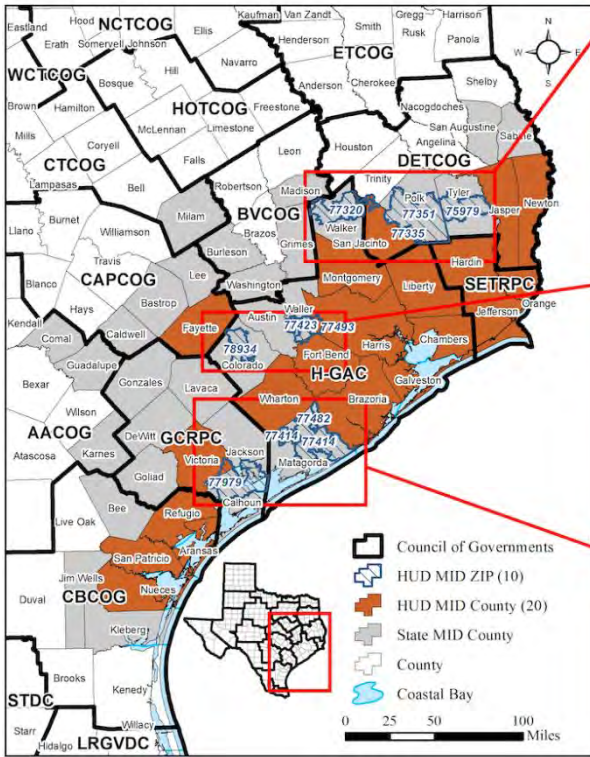 NCTCOG
Eastland
Hood
Ellis
Kaufman
Van Zandt
Smith
Gregg
Harrison
Erath
Somervell
Johnson
Henderson
Rusk
Panola
ETCOG
WCTCOG
Hill
Navarro
Bosque
Anderson
Cherokee
Shelby
Brown
Hamilton
HOTCOG
Freestone
Nacogdoches
San Augustine
Sabine
McLennan
Limestone
Mills
Coryell
CTCOG
Falls
Leon
Houston
Angelina
DETCOG
Lampasas
Bell
Robertson
Madison
Trinity
Polk
Tyler
Newton
Jasper
Burnet
Milam
BVCOG
Brazos
Grimes
Walker
77320
77351
75979
77335
San Jacinto
Llano
Williamson
Burleson
Hardin
Travis
Washington
Montgomery
Liberty
SETRPC
Blanco
CAPCOG
Lee
Orange
Jefferson
Hays
Bastrop
Austin
Waller
77423
77493
Kendall
Caldwell
Fayette
Harris
Chambers
Comal
78934
Colorado
Fort Bend
H-GAC
Galveston
Guadalupe
Gonzales
Lavaca
Bexar
Wharton
Brazoria
Wilson
AACOG
DeWitt
GCRPC
77482
77414
77414
Atascosa
Karnes
Victoria
Jackson
Matagorda
Goliad
77979
Calhoun
Bee
Live Oak
Refugio
San Patricio
Aransas
Jim Wells
Nueces
Duval
CBCOG
Kleberg
Brooks
STDC
Kenedy
Starr
Hidalgo
Willacy
LRGVDC
N
W
E
S
Council of Governments
HUD MID ZIP (10)
HUD MID County (20)
State MID County
County
Coastal Bay
0 50 100
Miles